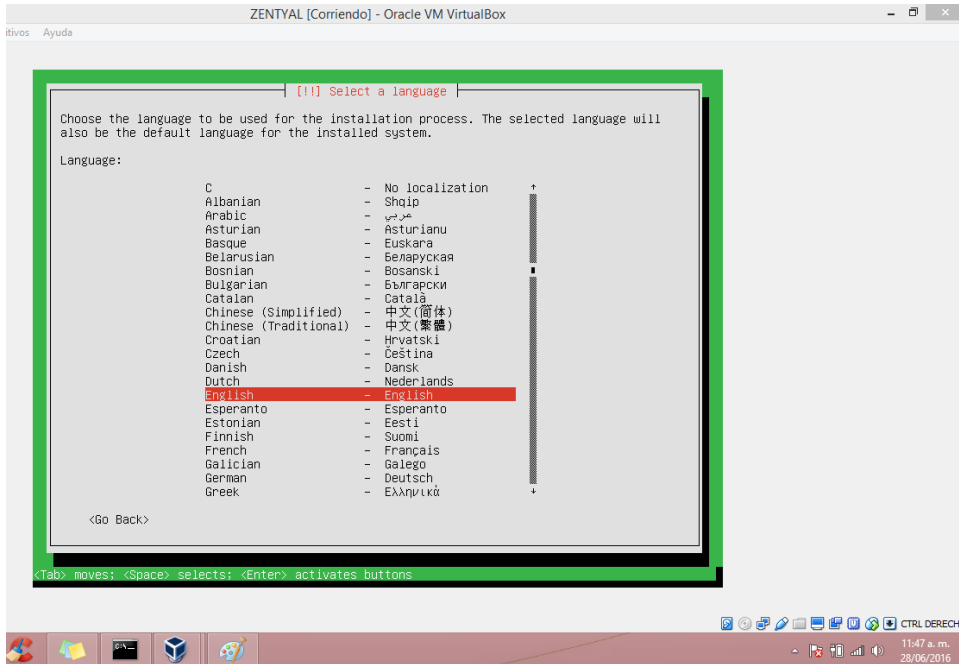 ZENTYAL [Corriendo] - Oracle VM VirtualBox
itivos Ayuda
[!!] Select a language
Choose the language to be used for the installation process. The selected language will
also be the default language for the installed system.
Language:
C - No localization
Albanian - Shqip
Arabic - عربي
Asturian - Asturianu
Basque - Euskara
Belarusian - Беларуская
Bosnian - Bosanski
Bulgarian - Български
Catalan - Català
Chinese (Simplified) - 中文(简体)
Chinese (Traditional) - 中文(繁體)
Croatian - Hrvatski
Czech - Čeština
Danish - Dansk
Dutch - Nederlands
English - English
Esperanto - Esperanto
Estonian - Eesti
Finnish - Suomi
French - Français
Galician - Galego
German - Deutsch
Greek - Ελληνικά
<Go Back>
<Tab> moves; <Space> selects; <Enter> activates buttons
CTRL DERECH
11:47 a. m.
28/06/2016